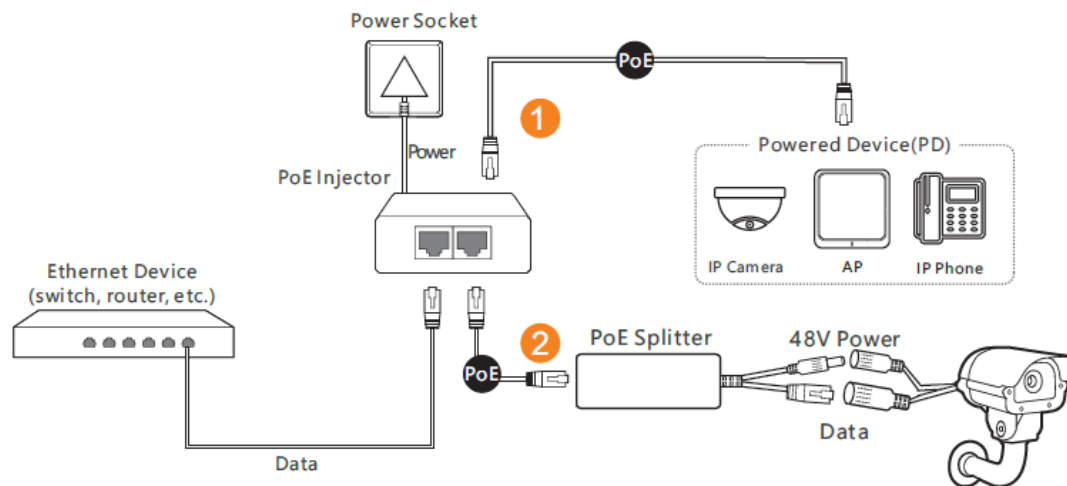 Power Socket
PoE
1
Power
PoE Injector
Powered Device(PD)
IP Camera
AP
IP Phone
Ethernet Device
(switch, router, etc.)
2
PoE
PoE Splitter
48V Power
Data
Data